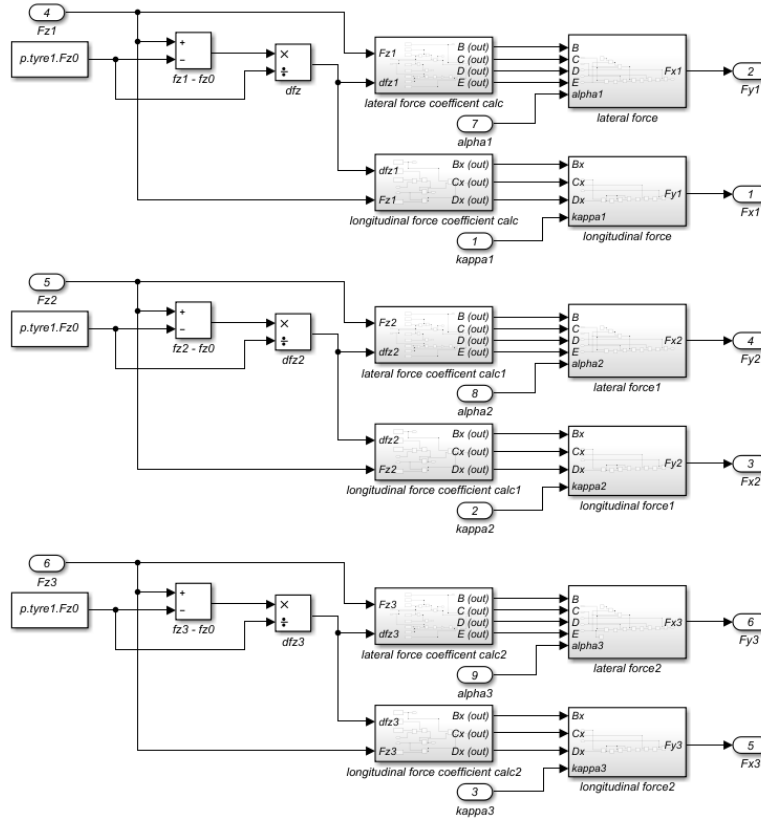 4
Fz1
p.tyre1.Fz0
+
−
fz1 - fz0
×
÷
dfz
Fz1
dfz1
B (out)
C (out)
D (out)
E (out)
lateral force coefficent calc
7
alpha1
B
C
D
E
alpha1
Fx1
lateral force
2
Fy1
dfz1
Fz1
Bx (out)
Cx (out)
Dx (out)
longitudinal force coefficient calc
1
kappa1
Bx
Cx
Dx
kappa1
Fy1
longitudinal force
1
Fx1
5
Fz2
p.tyre1.Fz0
+
−
fz2 - fz0
×
÷
dfz2
Fz2
dfz2
B (out)
C (out)
D (out)
E (out)
lateral force coefficent calc1
8
alpha2
B
C
D
E
alpha2
Fx2
lateral force1
4
Fy2
dfz2
Fz2
Bx (out)
Cx (out)
Dx (out)
longitudinal force coefficient calc1
2
kappa2
Bx
Cx
Dx
kappa2
Fy2
longitudinal force1
3
Fx2
6
Fz3
p.tyre1.Fz0
+
−
fz3 - fz0
×
÷
dfz3
Fz3
dfz3
B (out)
C (out)
D (out)
E (out)
lateral force coefficent calc2
9
alpha3
B
C
D
E
alpha3
Fx3
lateral force2
6
Fy3
dfz3
Fz3
Bx (out)
Cx (out)
Dx (out)
longitudinal force coefficient calc2
3
kappa3
Bx
Cx
Dx
kappa3
Fy3
longitudinal force2
5
Fx3